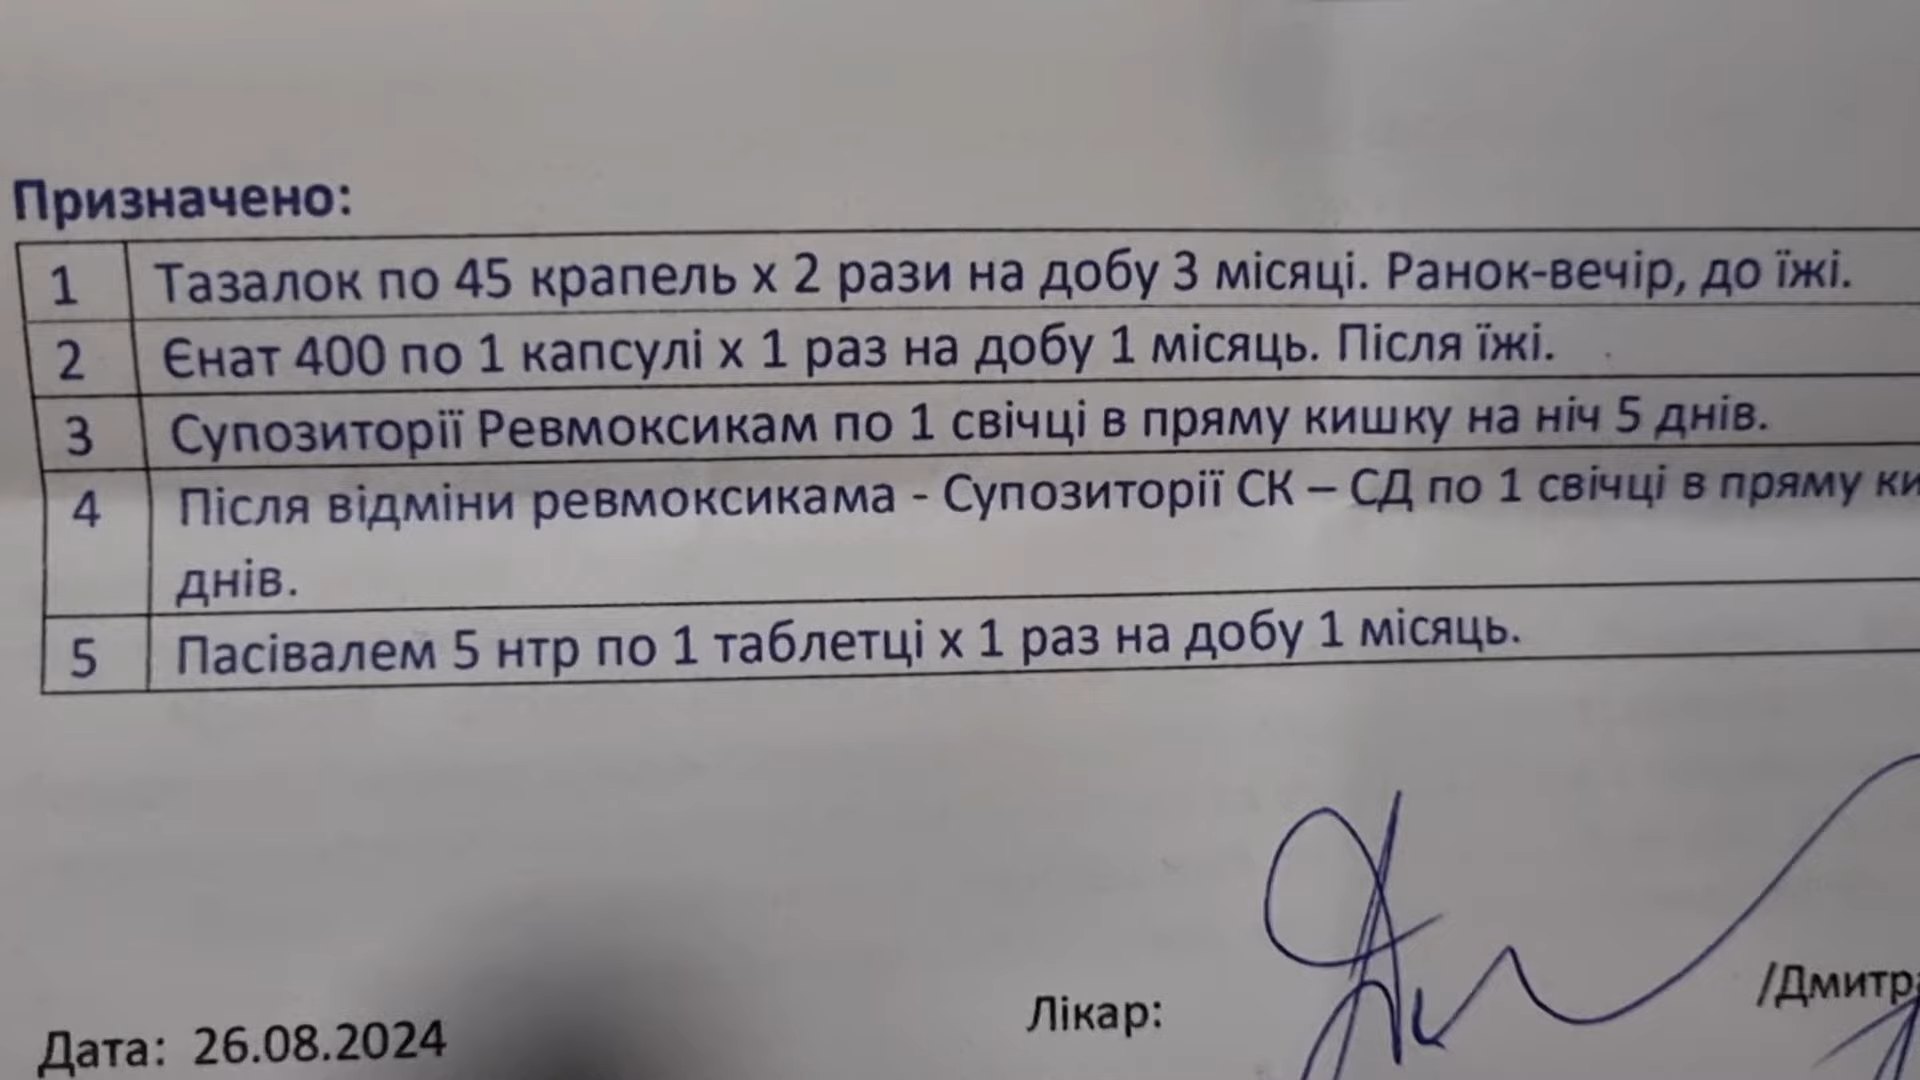 Призначено:
1 Тазалок по 45 крапель х 2 рази на добу 3 місяці. Ранок-вечір, до їжі.
2 Єнат 400 по 1 капсулі х 1 раз на добу 1 місяць. Після їжі.
3 Супозиторії Ревмоксикам по 1 свічці в пряму кишку на ніч 5 днів.
4 Після відміни ревмоксикама - Супозиторії СК – СД по 1 свічці в пряму
днів.
5 Пасівалем 5 нтр по 1 таблетці х 1 раз на добу 1 місяць.
Лікар:
Дата: 26.08.2024